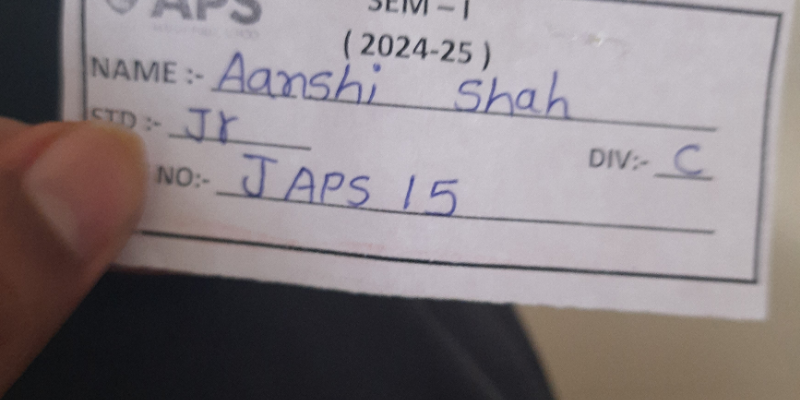 APS
SEM - I
(2024-25)
NAME :- Aanshi Shah
STD :- Jr
DIV:- C
NO:- JAPS 15